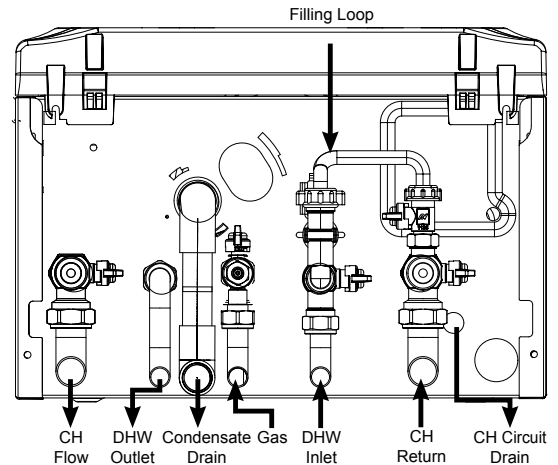 Filling Loop
CH DHW Condensate Gas DHW CH CH Circuit
Flow Outlet Drain Inlet Return Drain